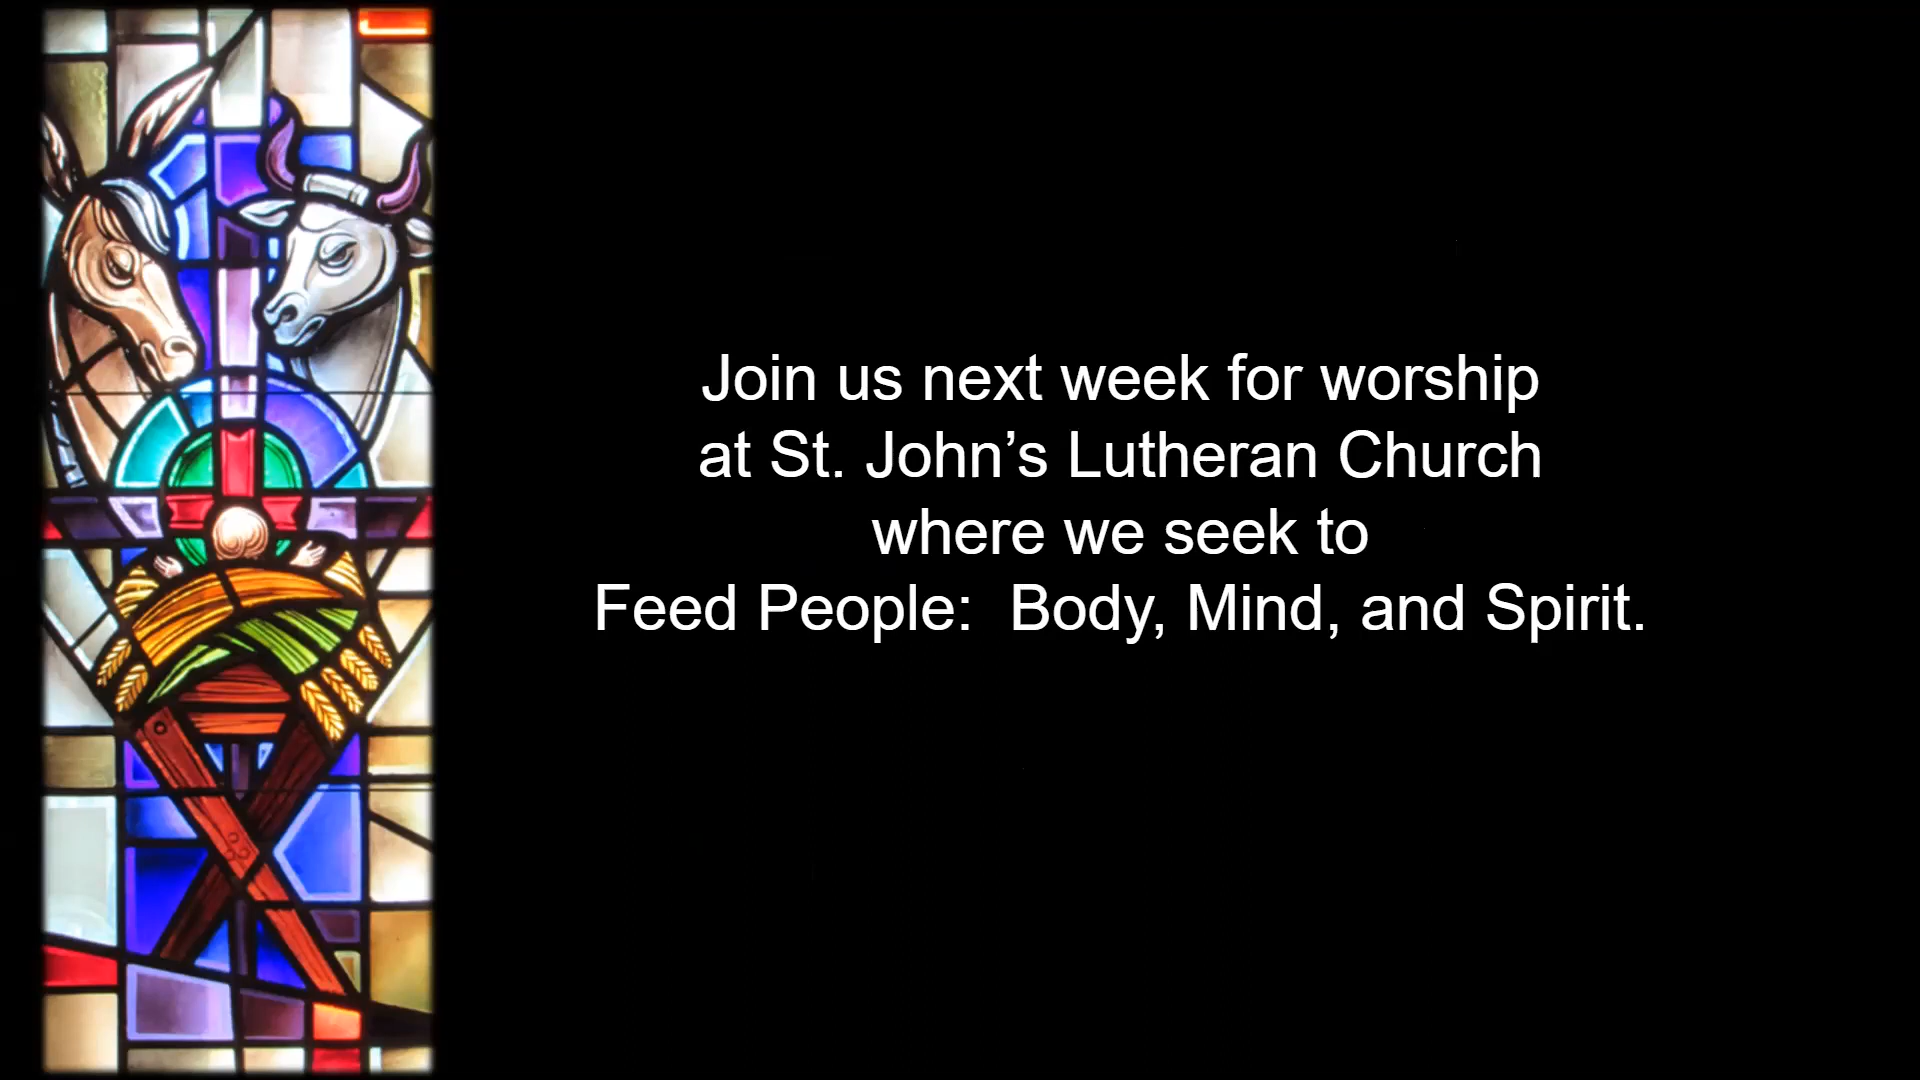 Join us next week for worship
at St. John’s Lutheran Church
where we seek to
Feed People:  Body, Mind, and Spirit.